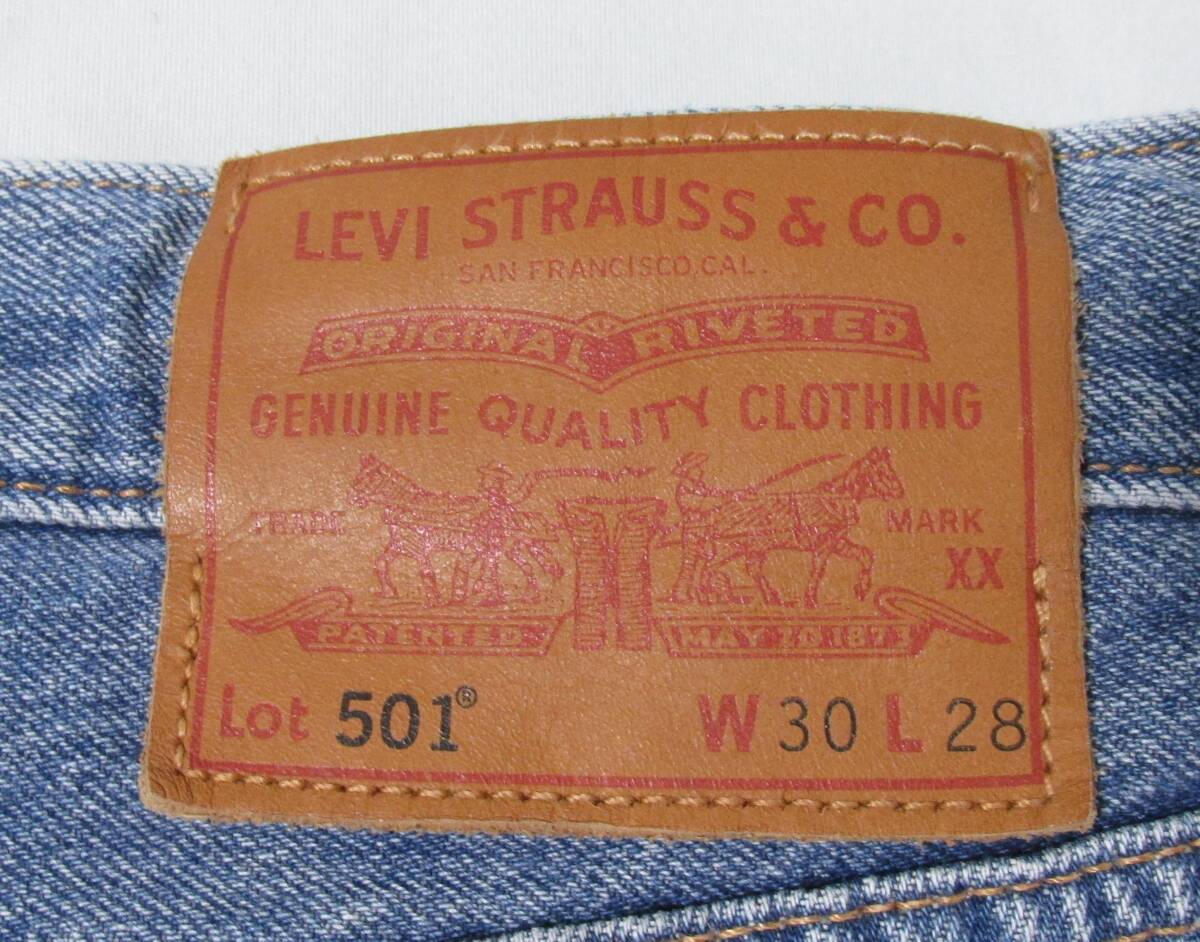 LEVI STRAUSS & CO.
SAN FRANCISCO, CAL.
ORIGINAL RIVETED
GENUINE QUALITY CLOTHING
TRADE MARK
XX
PATENTED MAY 20 1873
Lot 501® W 30 L 28